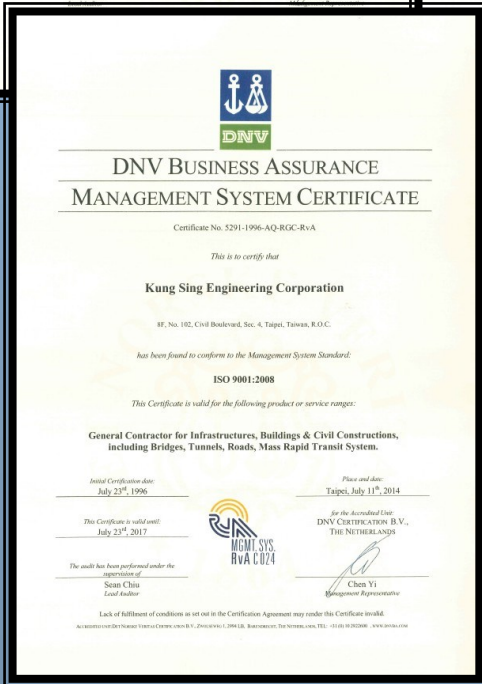 DNV
DNV BUSINESS ASSURANCE
MANAGEMENT SYSTEM CERTIFICATE
Certificate No. 5291-1996-AQ-RGC-RvA
This is to certify that
Kung Sing Engineering Corporation
8F, No. 102, Civil Boulevard, Sec. 4, Taipei, Taiwan, R.O.C.
has been found to conform to the Management System Standard:
ISO 9001:2008
This Certificate is valid for the following product or service ranges:
General Contractor for Infrastructures, Buildings & Civil Constructions,
including Bridges, Tunnels, Roads, Mass Rapid Transit System.
Initial Certification date:
July 23rd, 1996
Place and date:
Taipei, July 11th, 2014
This Certificate is valid until:
July 23rd, 2017
for the Accredited Unit:
DNV CERTIFICATION B.V.,
THE NETHERLANDS
RVA
MGMT. SYS.
RvA C024
The audit has been performed under the
supervision of
Sean Chiu
Lead Auditor
Chen Yi
Management Representative
Lack of fulfilment of conditions as set out in the Certification Agreement may render this Certificate invalid.